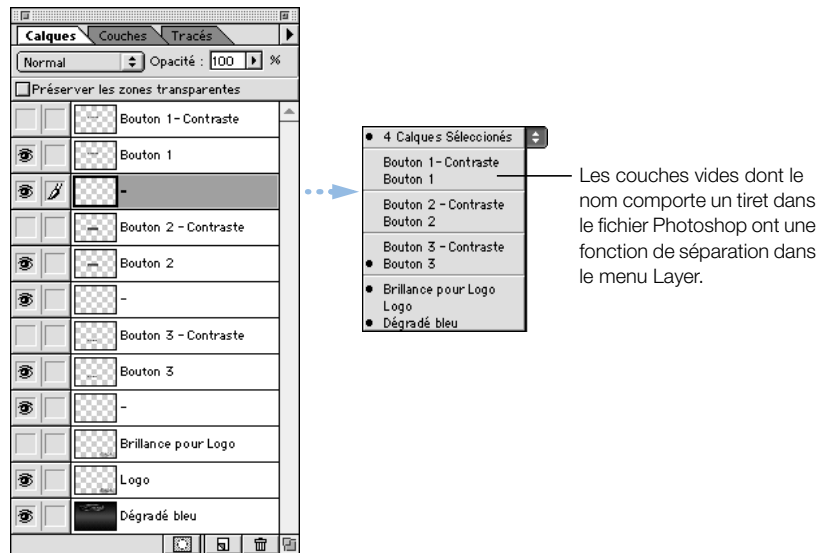 Calques Couches Tracés
Normal Opacité : 100 %
Préserver les zones transparentes
Bouton 1-Contraste
Bouton 1
-
Bouton 2 - Contraste
Bouton 2
-
Bouton 3 - Contraste
Bouton 3
-
Brillance pour Logo
Logo
Dégradé bleu
4 Calques Séleccionés
Bouton 1- Contraste
Bouton 1
Bouton 2 - Contraste
Bouton 2
Bouton 3 - Contraste
Bouton 3
Brillance pour Logo
Logo
Dégradé bleu
Les couches vides dont le
nom comporte un tiret dans
le fichier Photoshop ont une
fonction de séparation dans
le menu Layer.